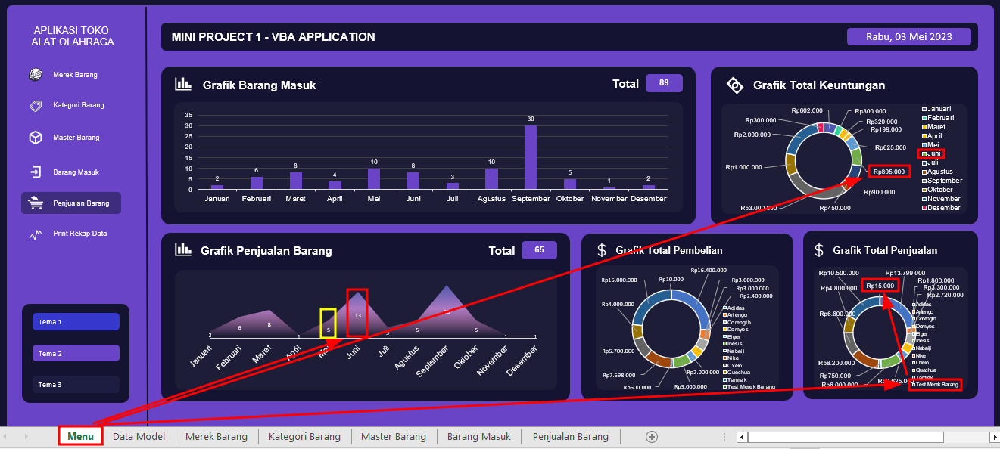 APLIKASI TOKO
ALAT OLAHRAGA
Merek Barang
Kategori Barang
Master Barang
Barang Masuk
Penjualan Barang
Print Rekap Data
Tema 1
Tema 2
Tema 3
MINI PROJECT 1 - VBA APPLICATION
Rabu, 03 Mei 2023
Grafik Barang Masuk
Total 89
35
30
25
20
15
10
5
0
2 6 8 4 10 8 3 10 30 5 1 2
Januari Februari Maret April Mei Juni Juli Agustus September Oktober November Desember
Grafik Total Keuntungan
Rp602.000
Rp300.000
Rp300.000
Rp320.000
Rp199.000
Rp2.000.000
Rp625.000
Rp1.000.000
Rp805.000
Rp900.000
Rp3.000.000
Rp450.000
Januari
Februari
Maret
April
Mei
Juni
Juli
Agustus
September
Oktober
November
Desember
Grafik Penjualan Barang
Total 65
2 6 8 1 5 13 3 5 5 1 1
Januari Februari Maret April Mei Juni Juli Agustus September Oktober November Desember
$ Grafik Total Pembelian
Rp16.400.000
Rp15.000.000
Rp10.000
Rp3.000.000
Rp3.000.000
Rp2.400.000
Rp4.000.000
Rp5.700.000
Rp7.598.000
Rp2.000.000
Rp600.000
Rp5.000.000
Adidas
Artengo
Corength
Domyos
Eiger
Inesis
Nabaiji
Nike
Oxelo
Quechua
Tarmak
Test Merek Barang
$ Grafik Total Penjualan
Rp10.500.000
Rp13.799.000
Rp15.000
Rp1.800.000
Rp4.800.000
Rp3.300.000
Rp2.720.000
Rp6.600.000
Rp8.200.000
Rp750.000
Rp6.000.000
Adidas
Artengo
Corength
Domyos
Eiger
Inesis
Nabaiji
Nike
Oxelo
Quechua
Tarmak
Test Merek Barang
Menu
Data Model
Merek Barang
Kategori Barang
Master Barang
Barang Masuk
Penjualan Barang